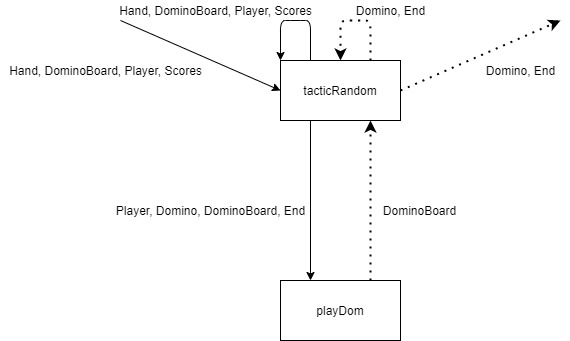 Hand, DominoBoard, Player, Scores
Domino, End
Hand, DominoBoard, Player, Scores
Domino, End
tacticRandom
Player, Domino, DominoBoard, End
DominoBoard
playDom